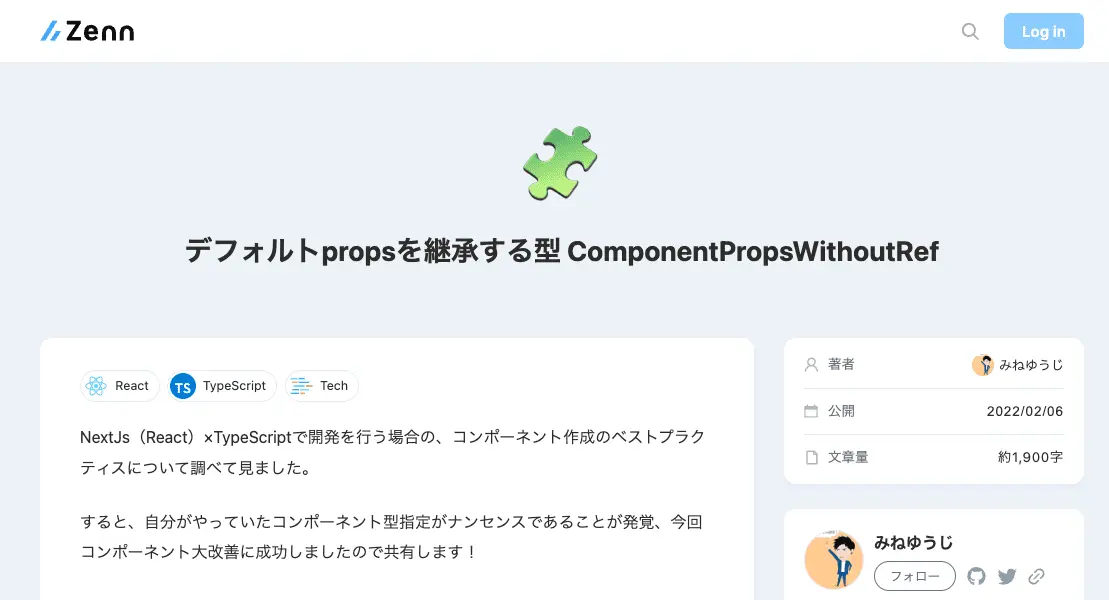 Zenn
Log in
デフォルトpropsを継承する型 ComponentPropsWithoutRef
React
TS
TypeScript
Tech
NextJs（React）×TypeScriptで開発を行う場合の、コンポーネント作成のベストプラク
ティスについて調べて見ました。
すると、自分がやっていたコンポーネント型指定がナンセンスであることが発覚、今回
コンポーネント大改善に成功しましたので共有します！
著者
みねゆうじ
公開
2022/02/06
文章量
約1,900字
みねゆうじ
フォロー